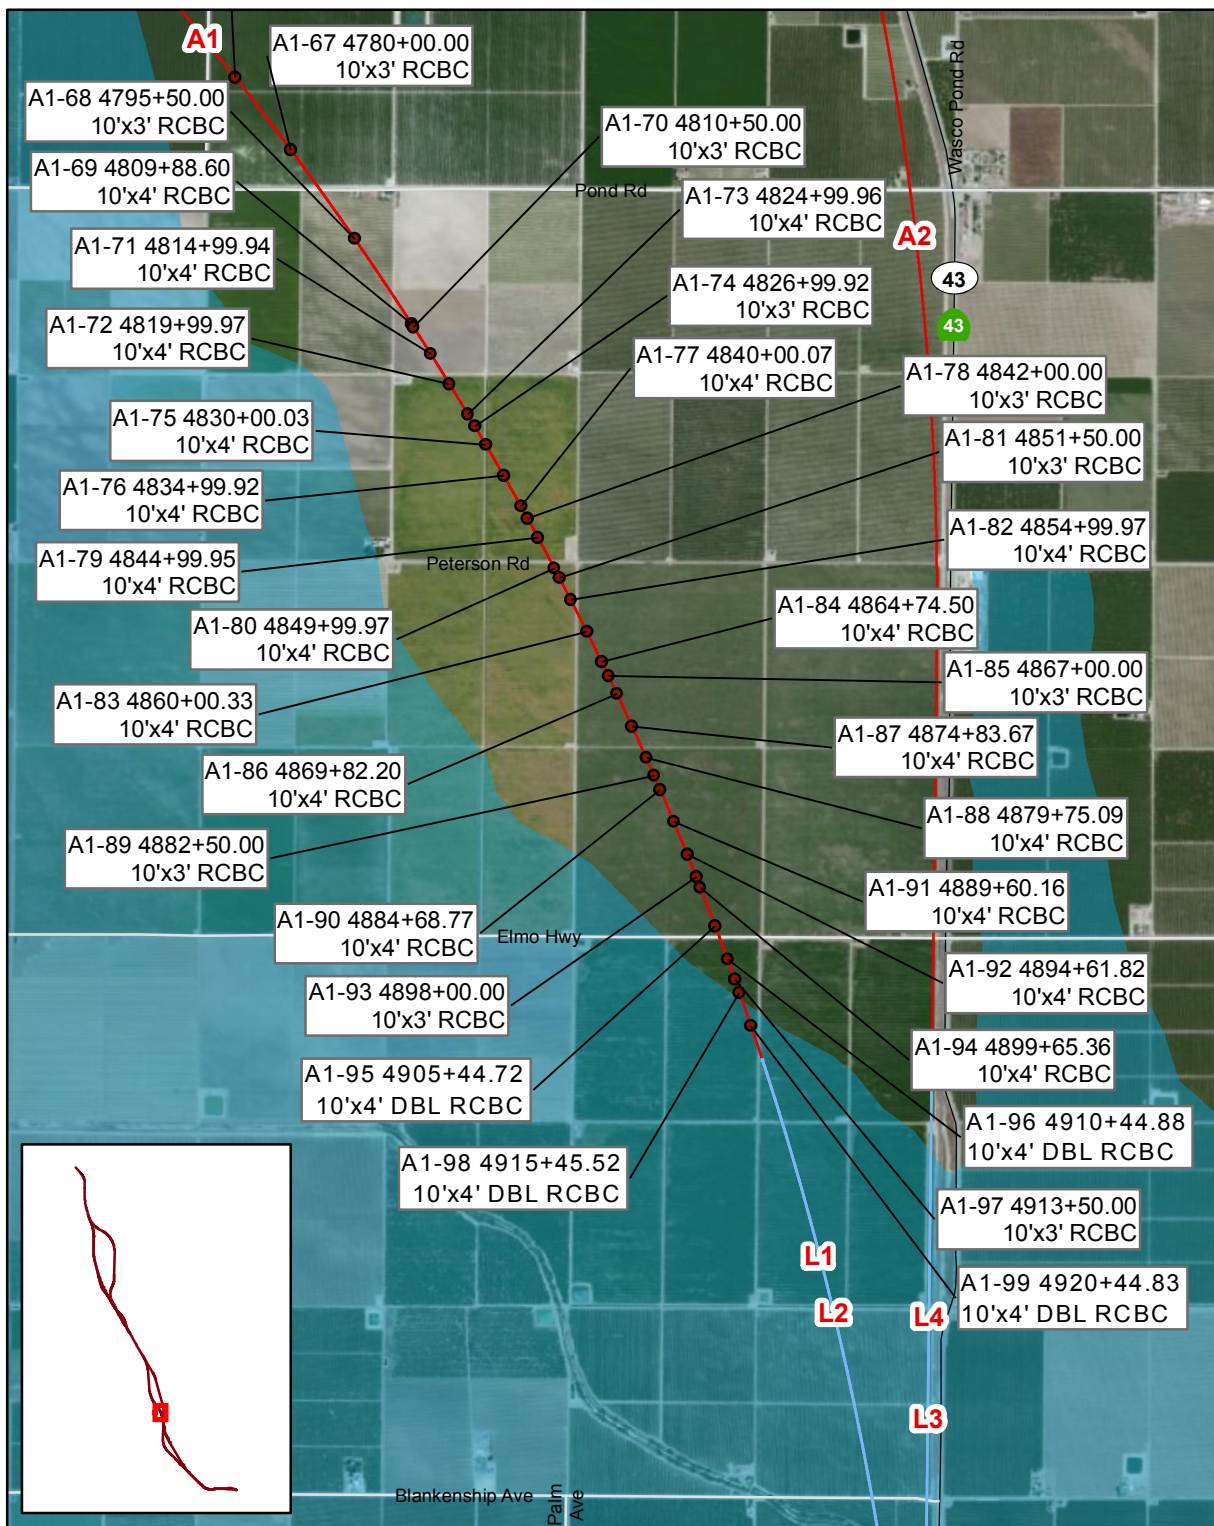 A1
A1-67 4780+00.00
10'x3' RCBC
A1-68 4795+50.00
10'x3' RCBC
A1-69 4809+88.60
10'x4' RCBC
A1-70 4810+50.00
10'x3' RCBC
Wasco Pond Rd
Pond Rd
A1-71 4814+99.94
10'x4' RCBC
A1-73 4824+99.96
10'x4' RCBC
A2
43
43
A1-72 4819+99.97
10'x4' RCBC
A1-74 4826+99.92
10'x3' RCBC
A1-77 4840+00.07
10'x4' RCBC
A1-78 4842+00.00
10'x3' RCBC
A1-75 4830+00.03
10'x4' RCBC
A1-81 4851+50.00
10'x3' RCBC
A1-76 4834+99.92
10'x4' RCBC
A1-82 4854+99.97
10'x4' RCBC
A1-79 4844+99.95
10'x4' RCBC
Peterson Rd
A1-80 4849+99.97
10'x4' RCBC
A1-84 4864+74.50
10'x4' RCBC
A1-85 4867+00.00
10'x3' RCBC
A1-83 4860+00.33
10'x4' RCBC
A1-87 4874+83.67
10'x4' RCBC
A1-86 4869+82.20
10'x4' RCBC
A1-88 4879+75.09
10'x4' RCBC
A1-89 4882+50.00
10'x3' RCBC
A1-91 4889+60.16
10'x4' RCBC
A1-90 4884+68.77
10'x4' RCBC
Elmo Hwy
A1-92 4894+61.82
10'x4' RCBC
A1-93 4898+00.00
10'x3' RCBC
A1-94 4899+65.36
10'x4' RCBC
A1-95 4905+44.72
10'x4' DBL RCBC
A1-96 4910+44.88
10'x4' DBL RCBC
A1-98 4915+45.52
10'x4' DBL RCBC
A1-97 4913+50.00
10'x3' RCBC
L1
A1-99 4920+44.83
10'x4' DBL RCBC
L2
L4
L3
Blankenship Ave
Palm
Ave